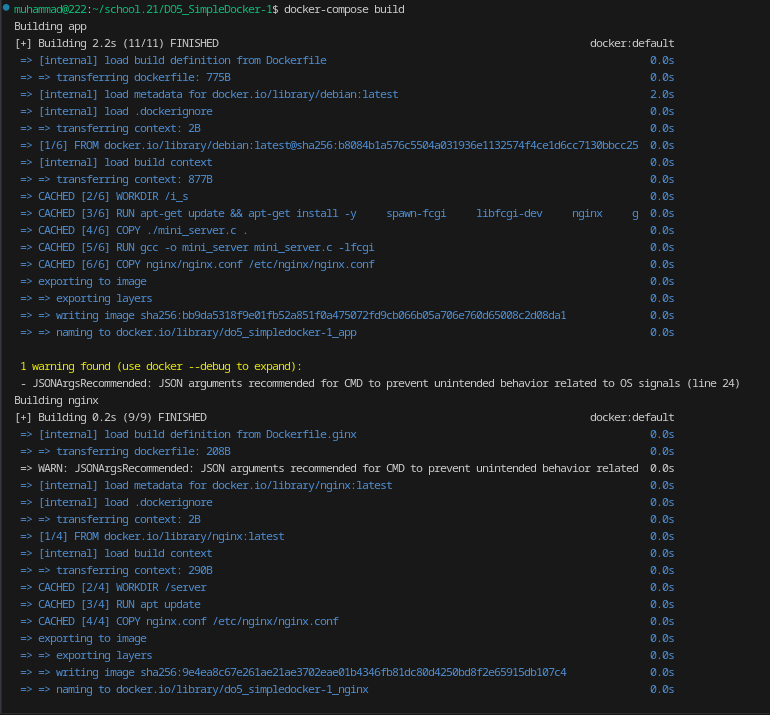 muhammad@222:~/school.21/DO5_SimpleDocker-1$ docker-compose build
Building app
[+] Building 2.2s (11/11) FINISHED docker:default
=> [internal] load build definition from Dockerfile 0.0s
=> => transferring dockerfile: 775B 0.0s
=> [internal] load metadata for docker.io/library/debian:latest 2.0s
=> [internal] load .dockerignore 0.0s
=> => transferring context: 2B 0.0s
=> [1/6] FROM docker.io/library/debian:latest@sha256:b8084b1a576c5504a031936e1132574f4ce1d6cc7130bbcc25 0.0s
=> [internal] load build context 0.0s
=> => transferring context: 877B 0.0s
=> CACHED [2/6] WORKDIR /i_s 0.0s
=> CACHED [3/6] RUN apt-get update && apt-get install -y     spawn-fcgi     libfcgi-dev     nginx     g 0.0s
=> CACHED [4/6] COPY ./mini_server.c . 0.0s
=> CACHED [5/6] RUN gcc -o mini_server mini_server.c -lfcgi 0.0s
=> CACHED [6/6] COPY nginx/nginx.conf /etc/nginx/nginx.conf 0.0s
=> exporting to image 0.0s
=> => exporting layers 0.0s
=> => writing image sha256:bb9da5318f9e01fb52a851f0a475072fd9cb066b05a706e760d65008c2d08da1 0.0s
=> => naming to docker.io/library/do5_simpledocker-1_app 0.0s
1 warning found (use docker --debug to expand):
- JSONArgsRecommended: JSON arguments recommended for CMD to prevent unintended behavior related to OS signals (line 24)
Building nginx
[+] Building 0.2s (9/9) FINISHED docker:default
=> [internal] load build definition from Dockerfile.ginx 0.0s
=> => transferring dockerfile: 208B 0.0s
=> WARN: JSONArgsRecommended: JSON arguments recommended for CMD to prevent unintended behavior related 0.0s
=> [internal] load metadata for docker.io/library/nginx:latest 0.0s
=> [internal] load .dockerignore 0.0s
=> => transferring context: 2B 0.0s
=> [1/4] FROM docker.io/library/nginx:latest 0.0s
=> [internal] load build context 0.0s
=> => transferring context: 290B 0.0s
=> CACHED [2/4] WORKDIR /server 0.0s
=> CACHED [3/4] RUN apt update 0.0s
=> CACHED [4/4] COPY nginx.conf /etc/nginx/nginx.conf 0.0s
=> exporting to image 0.0s
=> => exporting layers 0.0s
=> => writing image sha256:9e4ea8c67e261ae21ae3702eae01b4346fb81dc80d4250bd8f2e65915db107c4 0.0s
=> => naming to docker.io/library/do5_simpledocker-1_nginx 0.0s